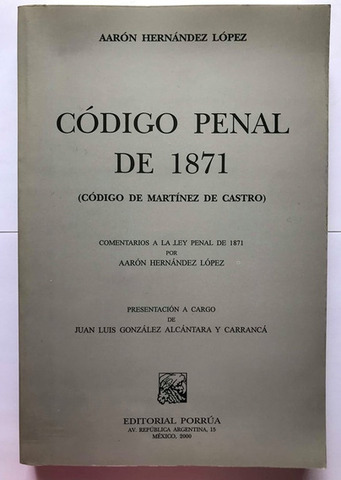 AARÓN HERNÁNDEZ LÓPEZ
CÓDIGO PENAL
DE 1871
(CÓDIGO DE MARTÍNEZ DE CASTRO)
COMENTARIOS A LA LEY PENAL DE 1871
POR
AARÓN HERNÁNDEZ LÓPEZ
PRESENTACIÓN A CARGO
DE
JUAN LUIS GONZÁLEZ ALCÁNTARA Y CARRANCÁ
EDITORIAL PORRÚA
AV. REPÚBLICA ARGENTINA, 15
MÉXICO, 2000